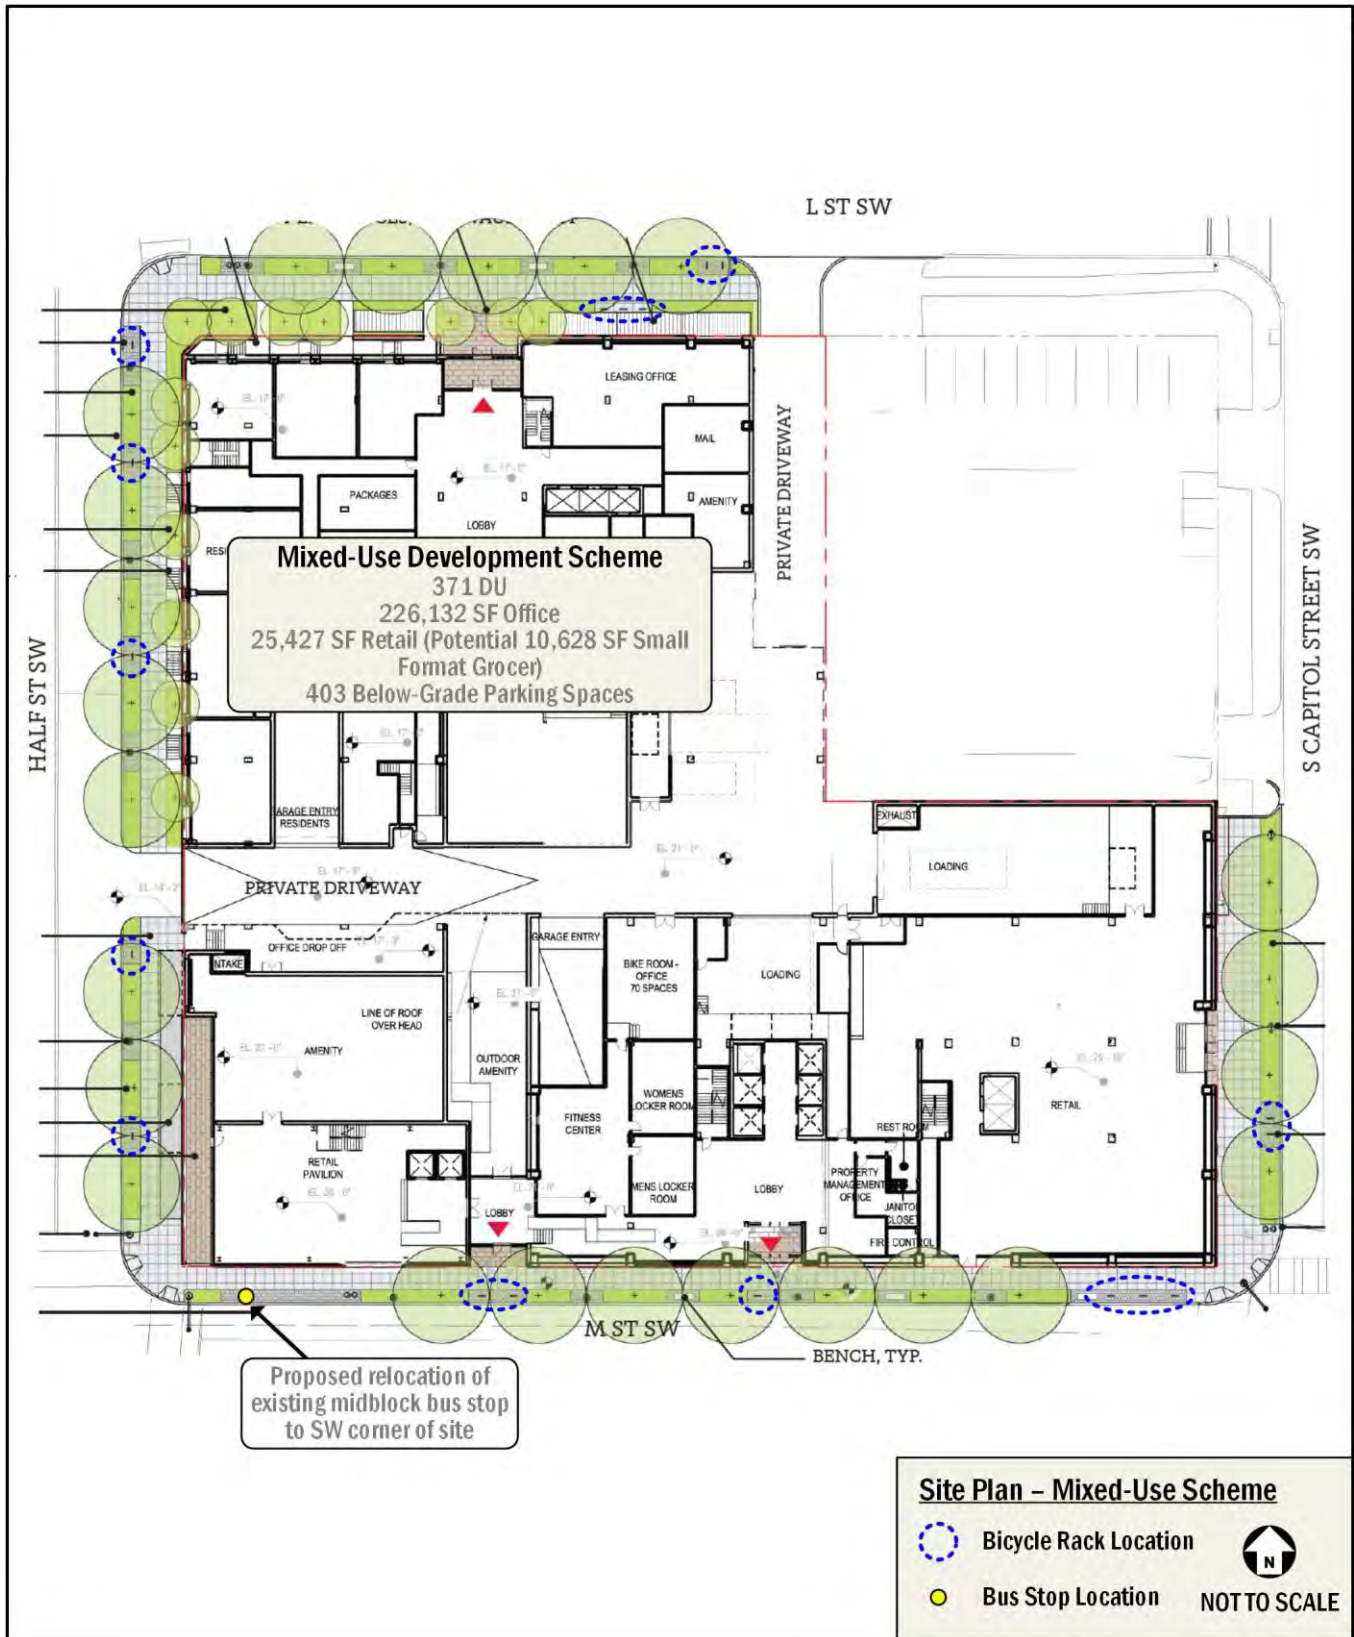 L ST SW
LEASING OFFICE
MAIL
PRIVATE DRIVEWAY
PACKAGES
AMENITY
LOBBY
Mixed-Use Development Scheme
371 DU
226,132 SF Office
25,427 SF Retail (Potential 10,628 SF Small
Format Grocer)
403 Below-Grade Parking Spaces
HALF ST SW
S CAPITOL STREET SW
GARAGE ENTRY
RESIDENTS
EXHAUST
LOADING
PRIVATE DRIVEWAY
OFFICE DROP OFF
GARAGE ENTRY
BIKE ROOM -
OFFICE
70 SPACES
LOADING
LINE OF ROOF
OVER HEAD
AMENITY
OUTDOOR
AMENITY
FITNESS
CENTER
WOMENS
LOCKER ROOM
RETAIL
REST ROOM
RETAIL
PAVILION
MENS LOCKER
ROOM
LOBBY
PROPERTY
MANAGEMENT
OFFICE
JANITOR
CLOSET
FIRE CONTROL
LOBBY
M ST SW
BENCH, TYP.
Proposed relocation of
existing midblock bus stop
to SW corner of site
Site Plan – Mixed-Use Scheme
Bicycle Rack Location
N
Bus Stop Location
NOT TO SCALE